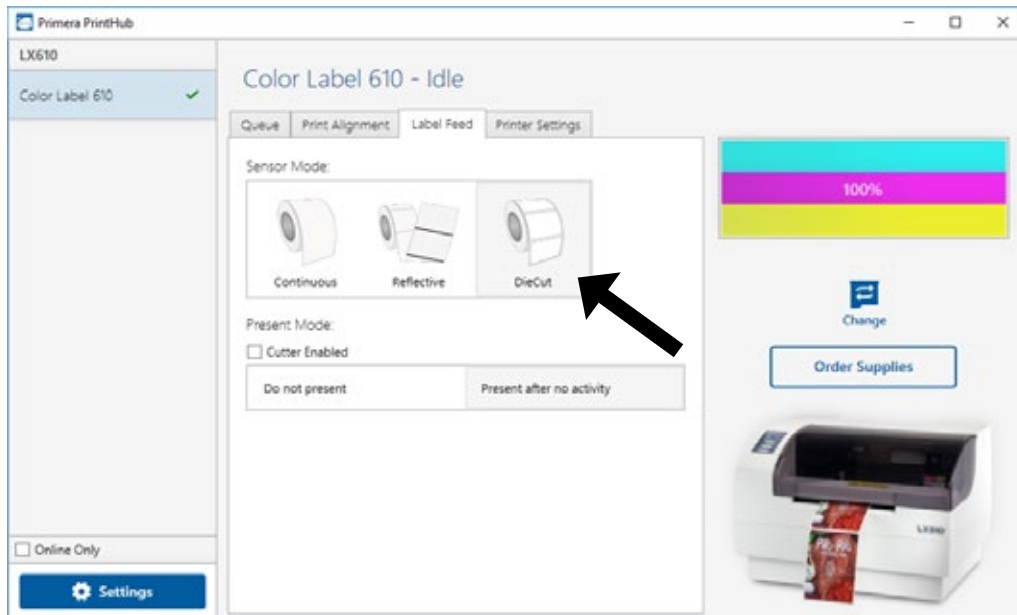 Primera PrintHub
LX610
Color Label 610
Color Label 610 - Idle
Queue Print Alignment Label Feed Printer Settings
Sensor Mode:
Continuous Reflective DieCut
Present Mode:
Cutter Enabled
Do not present Present after no activity
100%
Change
Order Supplies
Online Only
Settings